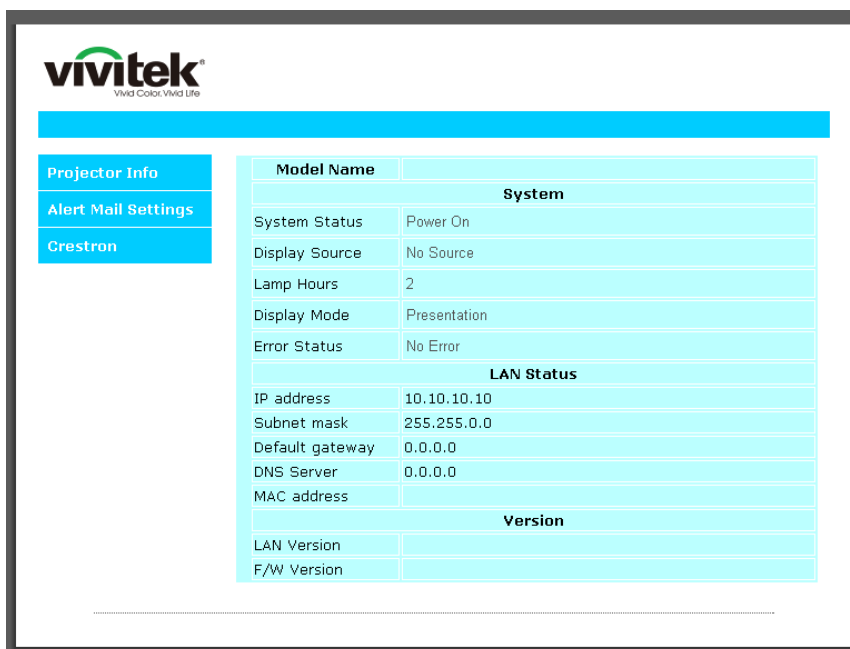 vivitek®
Vivid Color. Vivid Life
Projector Info
Alert Mail Settings
Crestron
Model Name
System
System Status Power On
Display Source No Source
Lamp Hours 2
Display Mode Presentation
Error Status No Error
LAN Status
IP address 10.10.10.10
Subnet mask 255.255.0.0
Default gateway 0.0.0.0
DNS Server 0.0.0.0
MAC address
Version
LAN Version
F/W Version